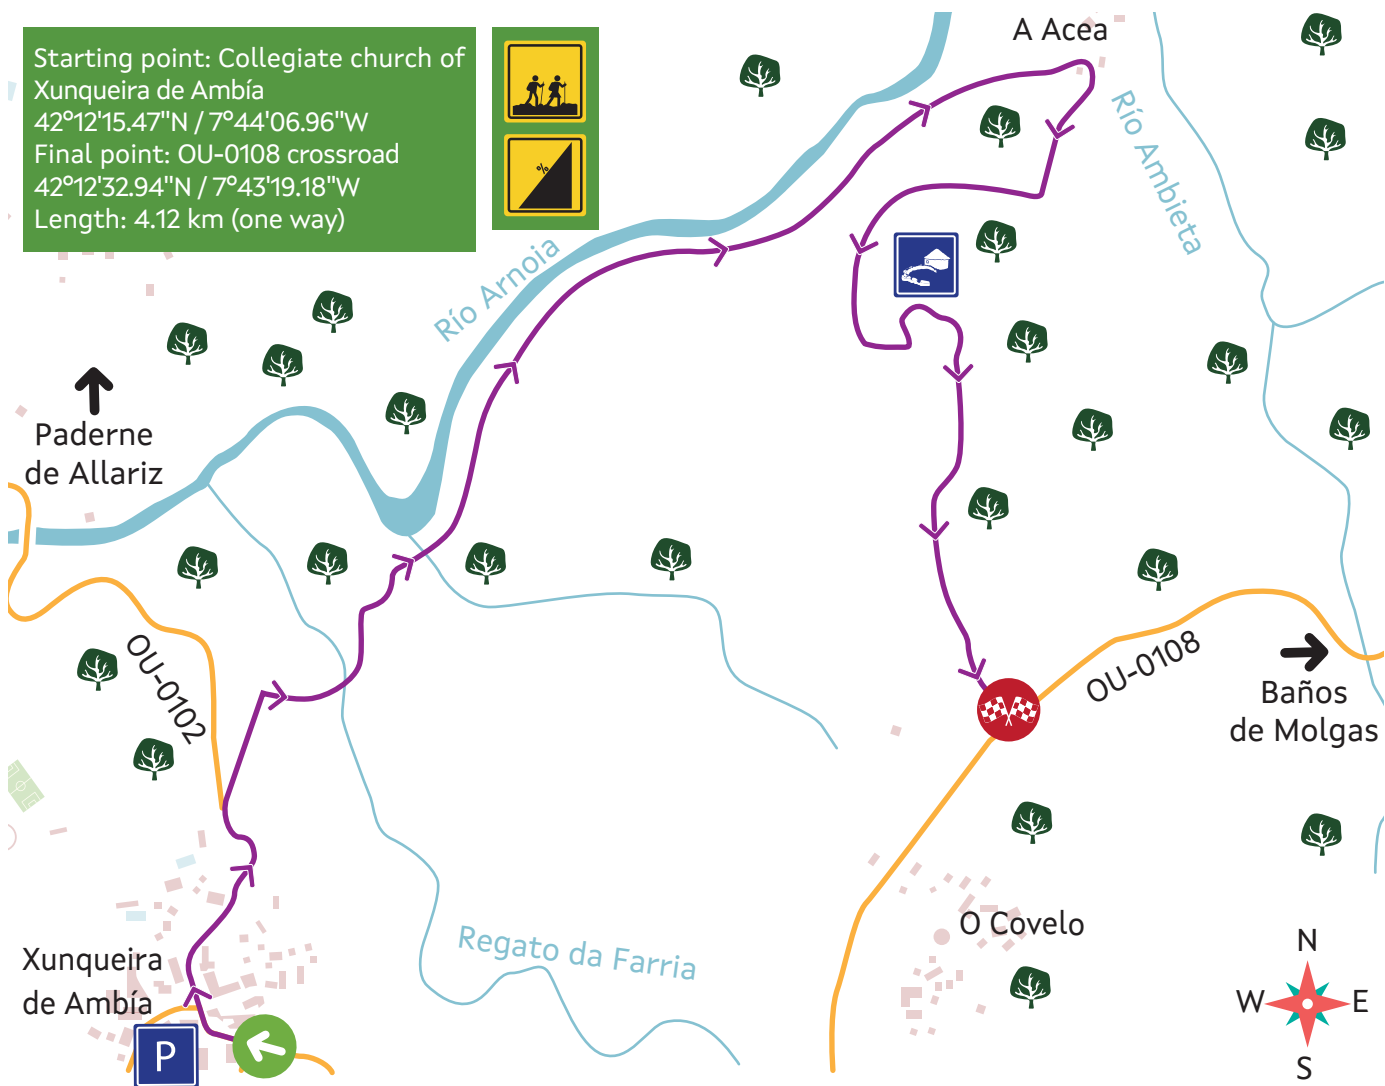 Starting point: Collegiate church of
Xunqueira de Ambía
42°12'15.47"N / 7°44'06.96"W
Final point: OU-0108 crossroad
42°12'32.94"N / 7°43'19.18"W
Length: 4.12 km (one way)
%
A Acea
Río Ambieta
Río Arnoia
Paderne
de Allariz
OU-0102
OU-0108
Baños
de Molgas
O Covelo
Regato da Farria
Xunqueira
de Ambía
P
N
W E
S